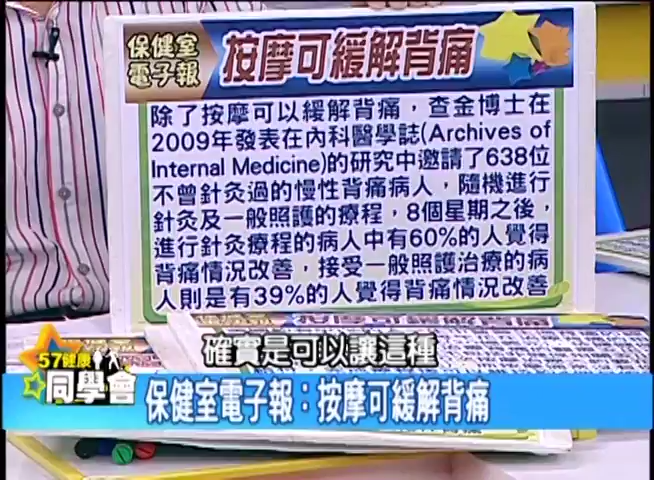 保健室
電子報
按摩可緩解背痛
除了按摩可以緩解背痛，查金博士在
2009年發表在內科醫學誌(Archives of
Internal Medicine)的研究中邀請了638位
不曾針灸過的慢性背痛病人，隨機進行
針灸及一般照護的療程，8個星期之後，
進行針灸療程的病人中有60%的人覺得
背痛情況改善，接受一般照護治療的病
人則是有39%的人覺得背痛情況改善
確實是可以讓這種
57健康
同學會
保健室電子報：按摩可緩解背痛